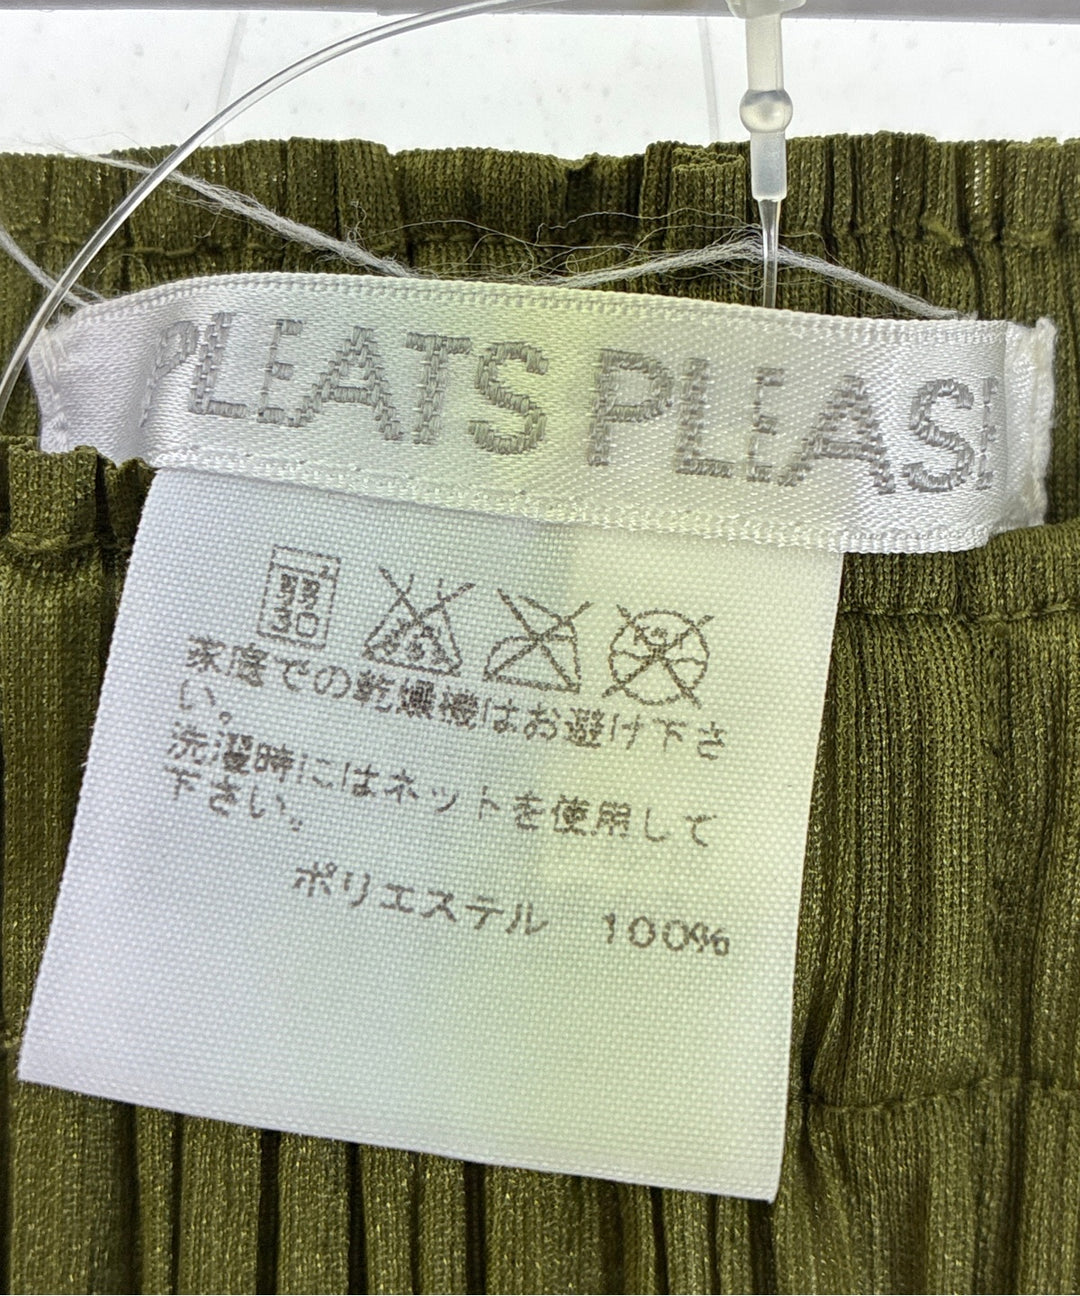 PLEATS PLEAS
家庭での乾燥機はお避け下さ
い。
洗濯時にはネットを使用して
下さい。
ポリエステル 100%